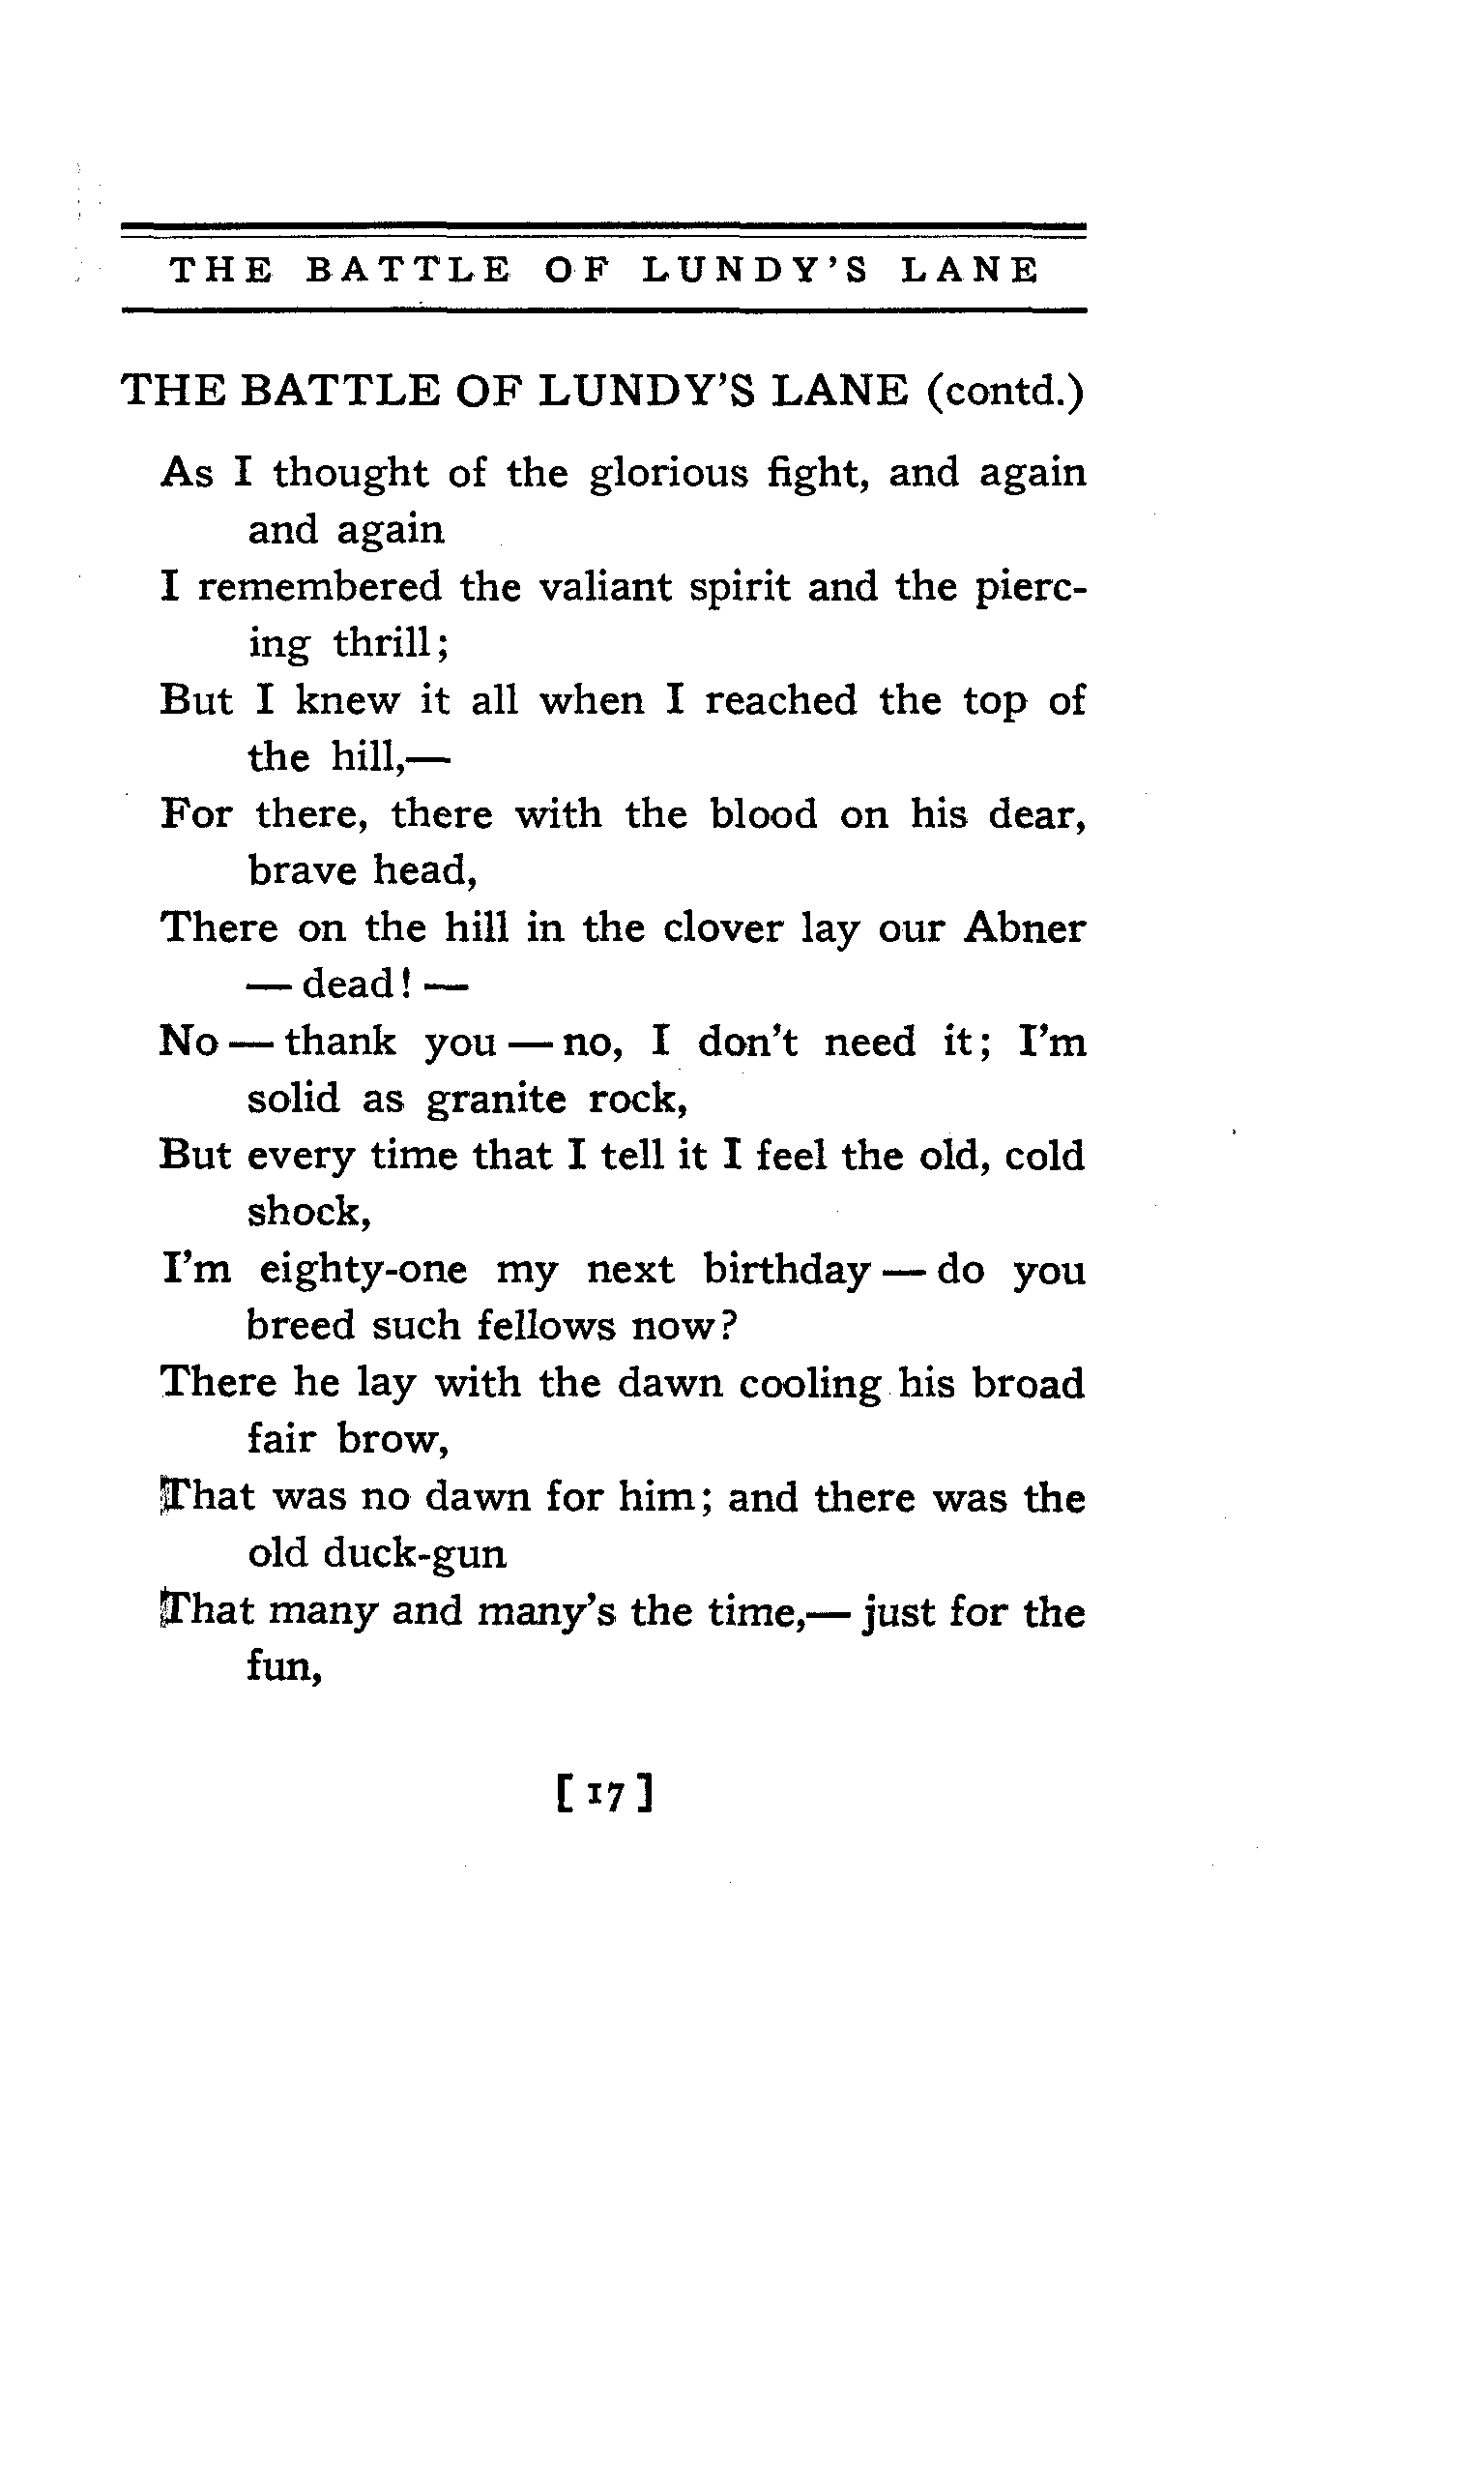 THE BATTLE OF LUNDY'S LANE
THE BATTLE OF LUNDY'S LANE (contd.)
As I thought of the glorious fight, and again
and again
I remembered the valiant spirit and the pierc-
ing thrill;
But I knew it all when I reached the top of
the hill,—
For there, there with the blood on his dear,
brave head,
There on the hill in the clover lay our Abner
— dead! —
No — thank you — no, I don't need it; I'm
solid as granite rock,
But every time that I tell it I feel the old, cold
shock,
I'm eighty-one my next birthday — do you
breed such fellows now?
There he lay with the dawn cooling his broad
fair brow,
That was no dawn for him; and there was the
old duck-gun
That many and many's the time,— just for the
fun,
[ 17 ]